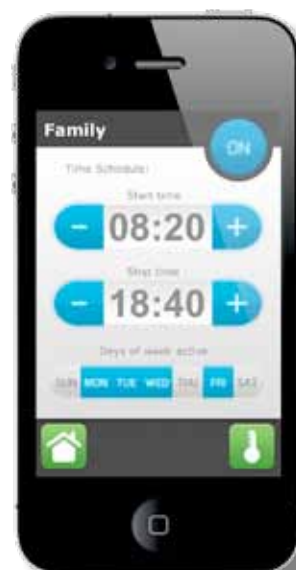 Family
ON
Time Schedule:
Start time
- 08:20 +
Stop time
- 18:40 +
Days of week active
SUN MON TUE WED THU FRI SAT